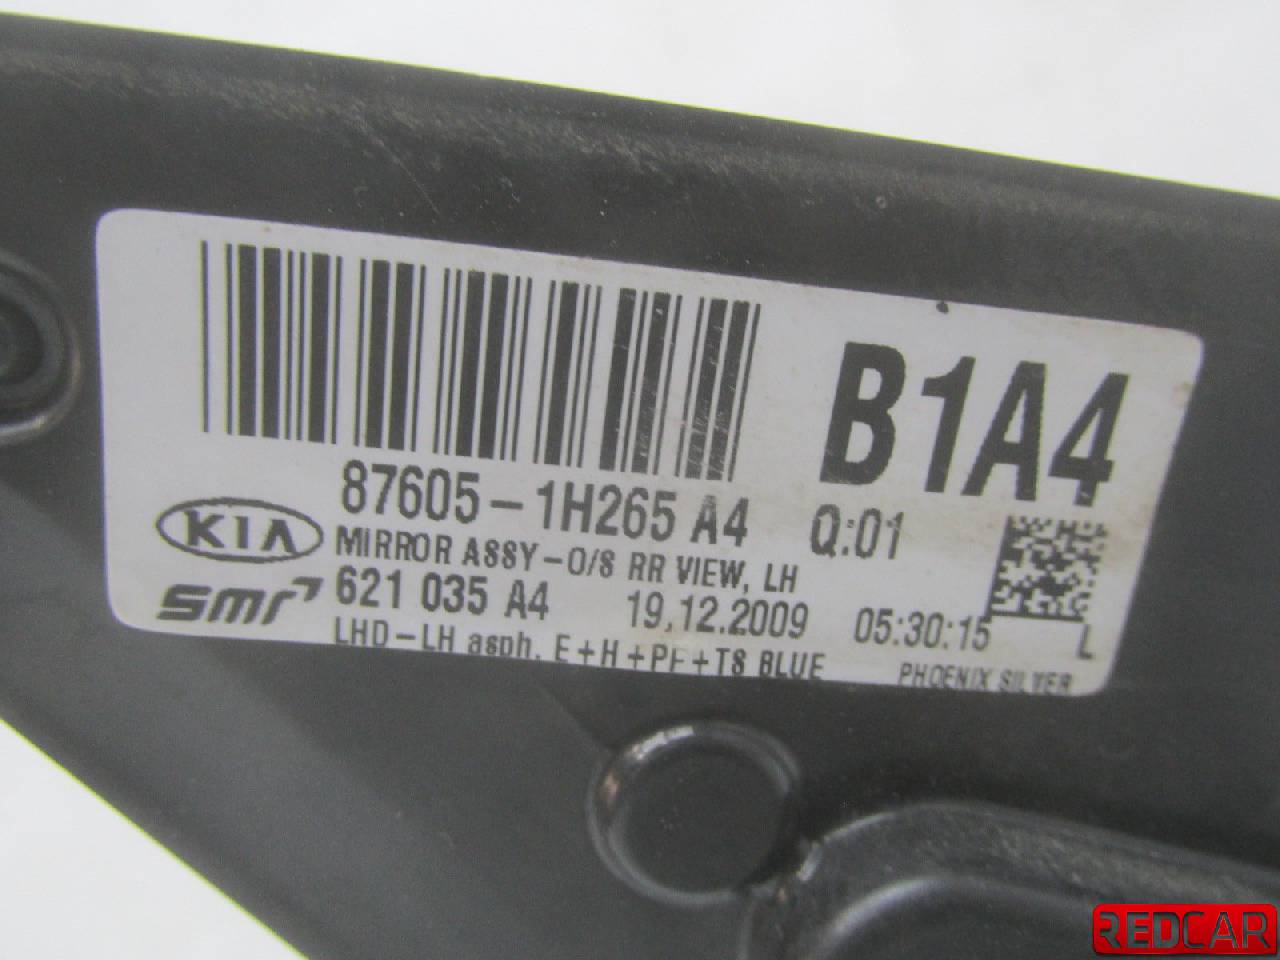 B1A4
87605-1H265 A4 Q:01
KIA MIRROR ASSY-O/S RR VIEW, LH
smr 621 035 A4 19.12.2009 05:30:15 L
LHD-LH asph. E+H+PF+TS BLUE PHOENIX SILVER
REDCAR